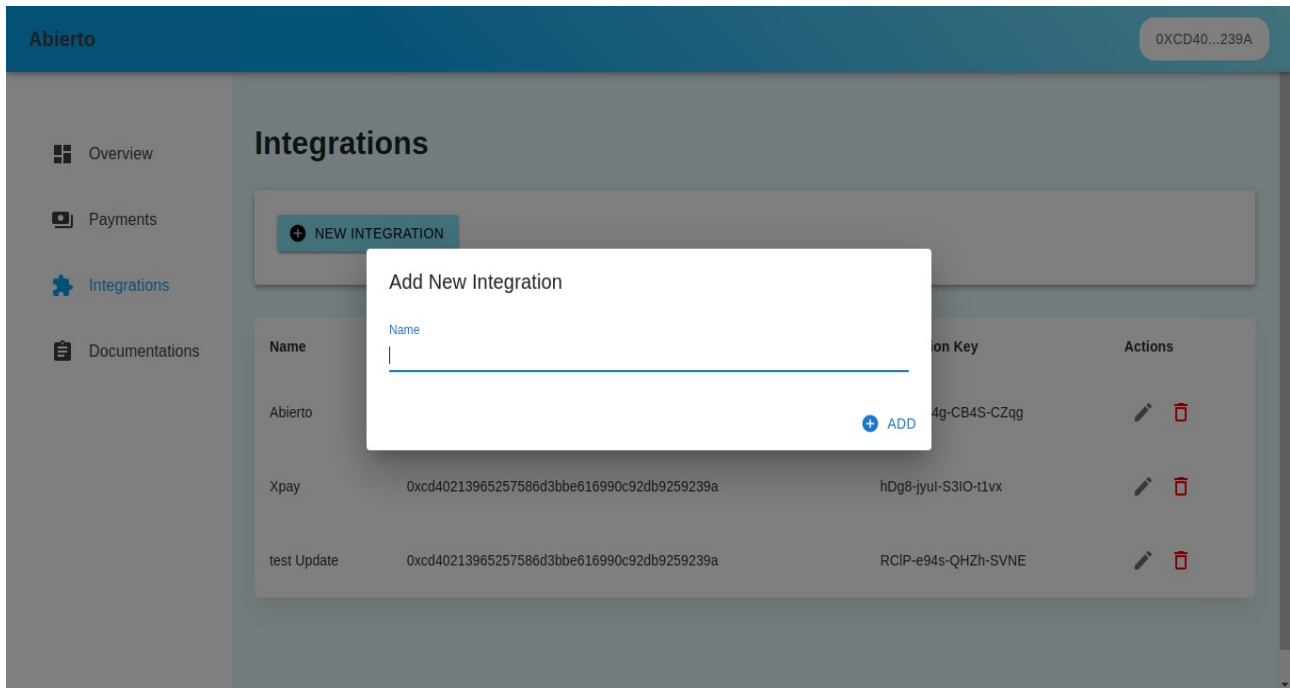 Abierto
0XCD40...239A
Overview
Payments
Integrations
Documentations
Integrations
NEW INTEGRATION
Add New Integration
Name
ADD
Name ion Key Actions
Abierto 4g-CB4S-CZqg
Xpay 0xcd40213965257586d3bbe616990c92db9259239a hDg8-jyuI-S3IO-t1vx
test Update 0xcd40213965257586d3bbe616990c92db9259239a RClP-e94s-QHZh-SVNE